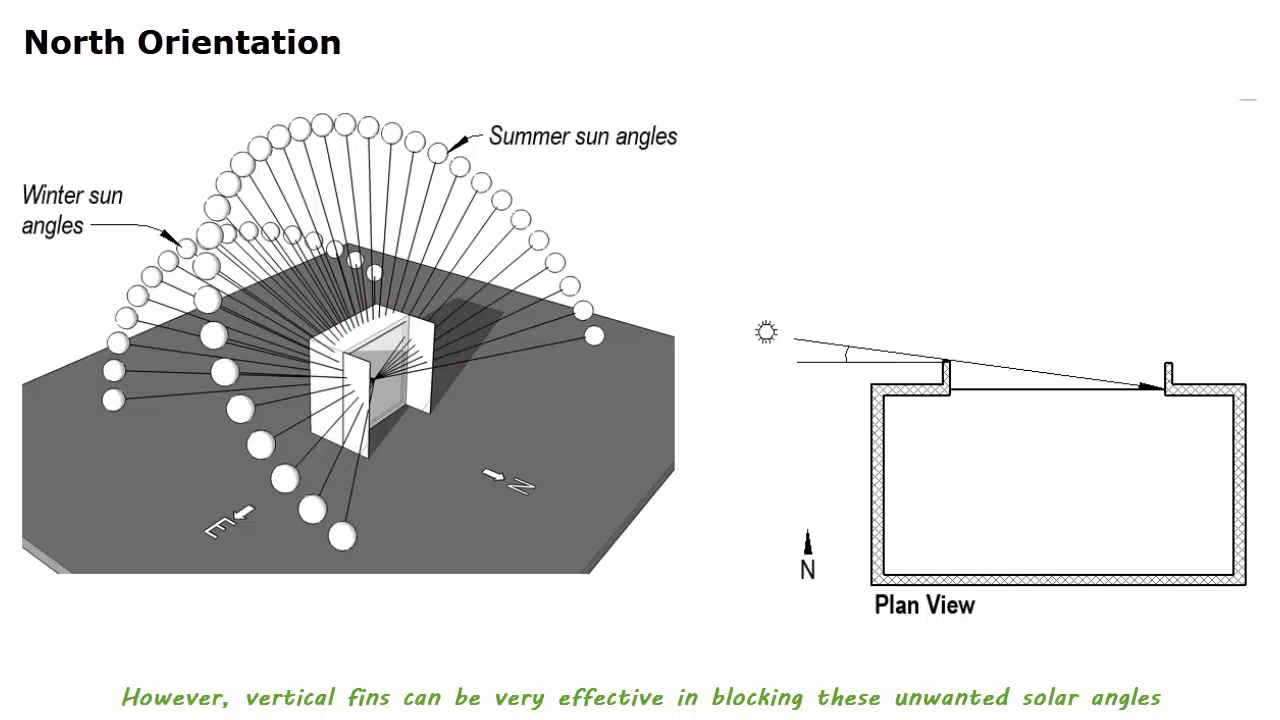 North Orientation
Summer sun angles
Winter sun
angles
N
E
N
Plan View
However, vertical fins can be very effective in blocking these unwanted solar angles